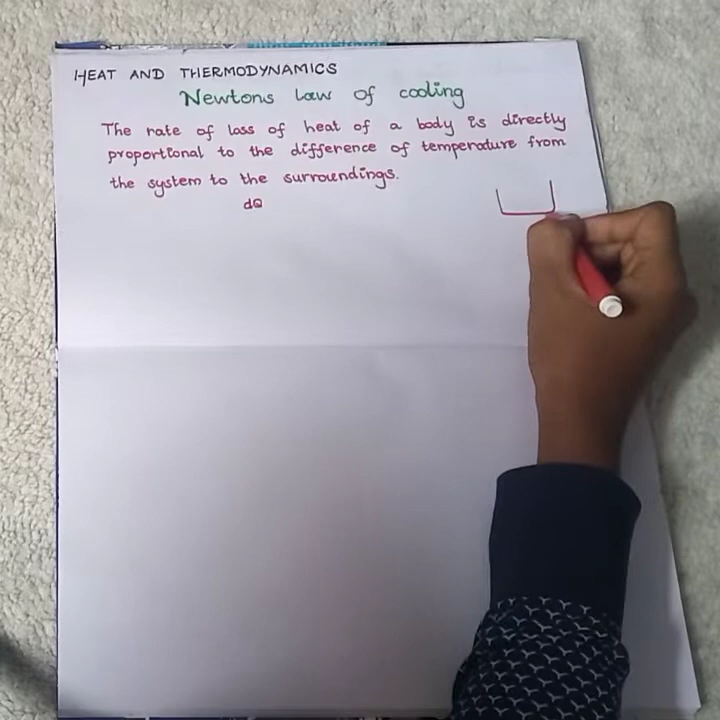 HEAT AND THERMODYNAMICS
Newtons law of cooling
The rate of loss of heat of a body is directly
proportional to the difference of temperature from
the system to the surroundings.
dQ